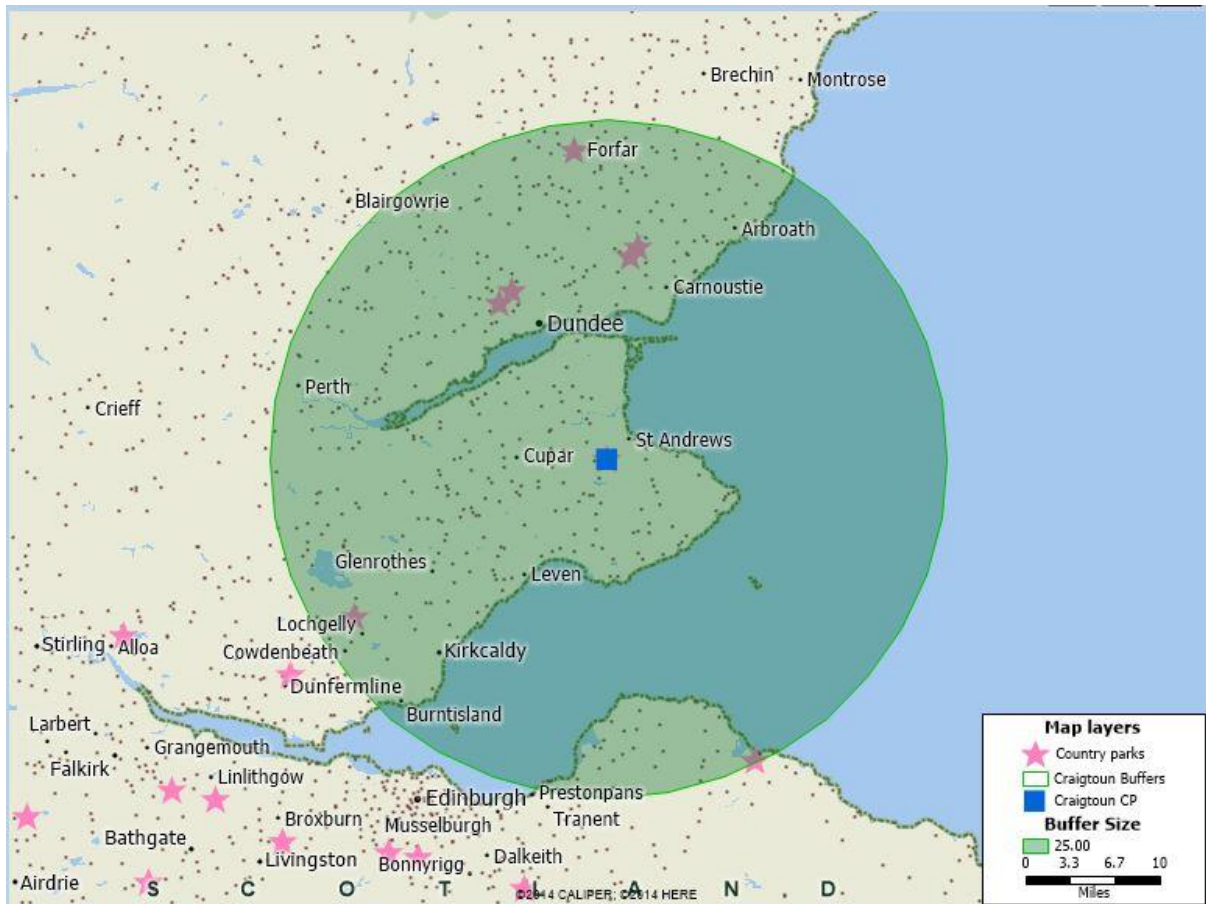 Brechin
Montrose
Forfar
Blairgowrie
Arbroath
Carnoustie
Dundee
Perth
Crieff
St Andrews
Cupar
Glenrothes
Leven
Lochgelly
Stirling
Alloa
Cowdenbeath
Kirkcaldy
Dunfermline
Burntisland
Larbert
Grangemouth
Falkirk
Linlithgow
Edinburgh
Prestonpans
Broxburn
Musselburgh
Tranent
Bathgate
Livingston
Bonnyrigg
Dalkeith
Airdrie
S C O T L A N D
©2014 CALIPER; ©2014 HERE
Map layers
Country parks
Craigtoun Buffers
Craigtoun CP
Buffer Size
25.00
0 3.3 6.7 10
Miles